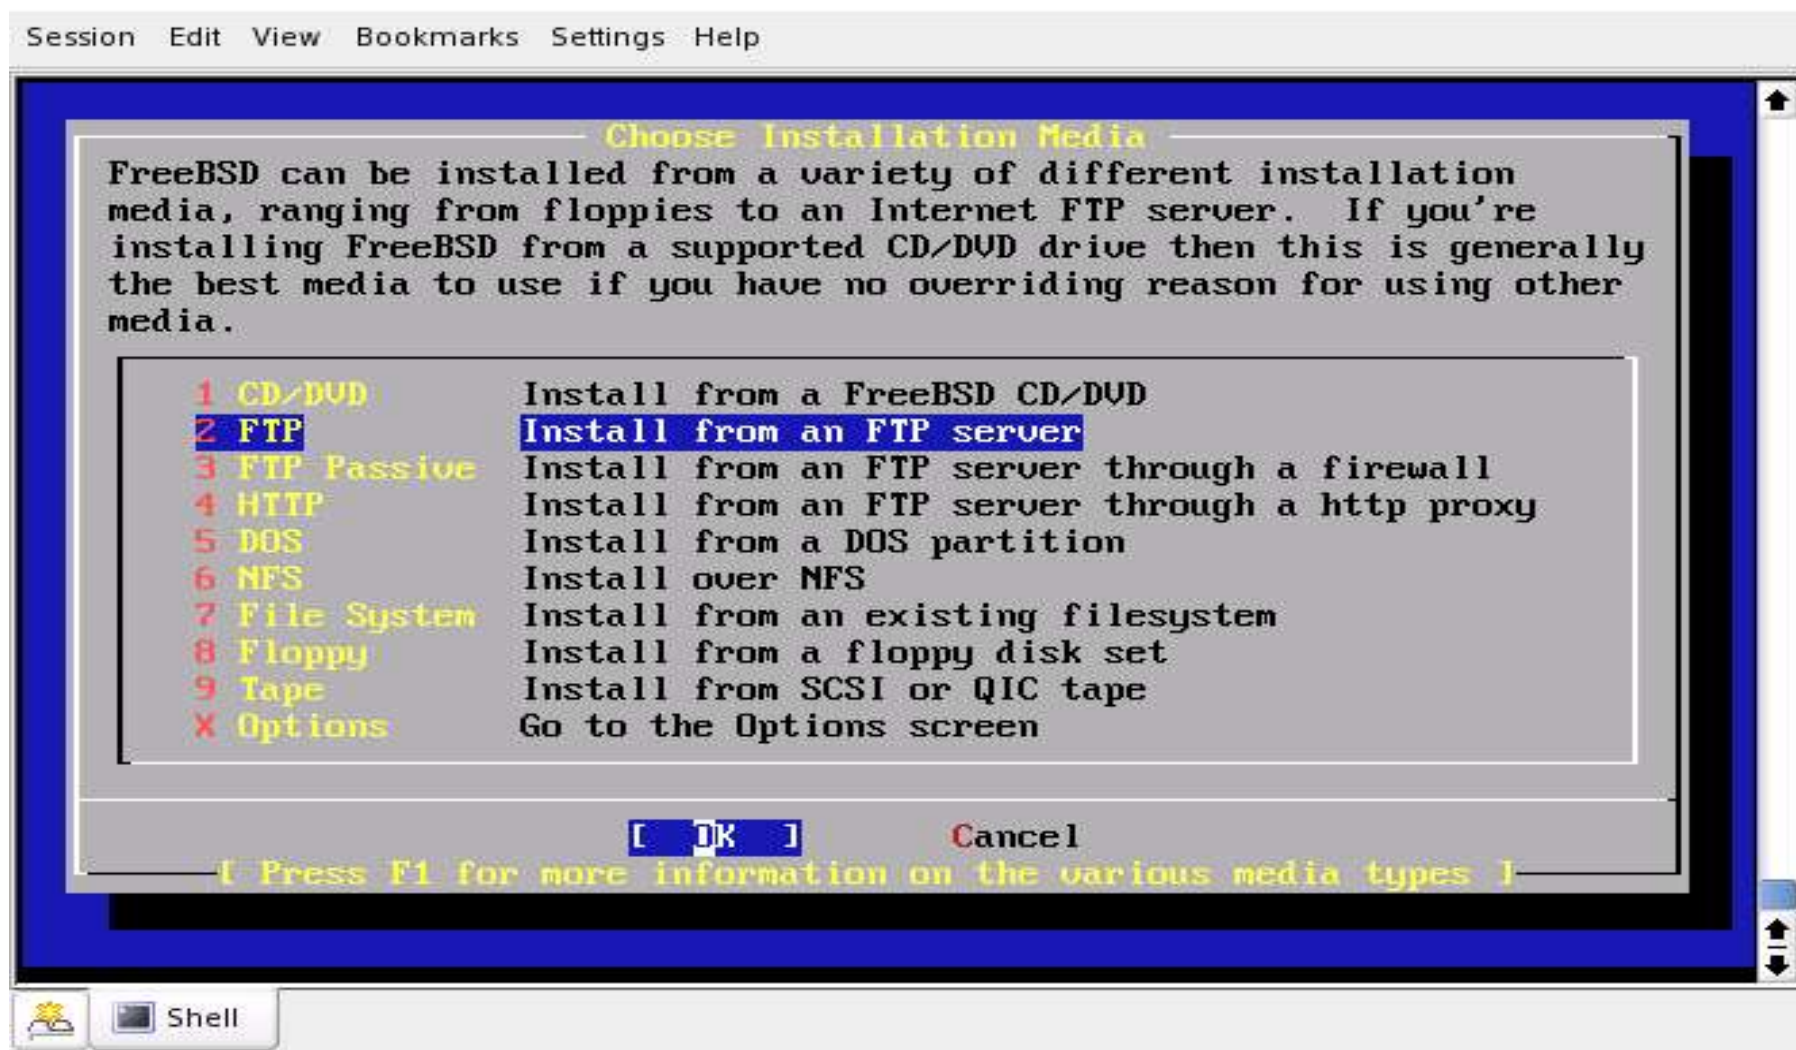 Session Edit View Bookmarks Settings Help
Choose Installation Media
FreeBSD can be installed from a variety of different installation
media, ranging from floppies to an Internet FTP server.  If you're
installing FreeBSD from a supported CD/DVD drive then this is generally
the best media to use if you have no overriding reason for using other
media.
1 CD/DVD Install from a FreeBSD CD/DVD
2 FTP Install from an FTP server
3 FTP Passive Install from an FTP server through a firewall
4 HTTP Install from an FTP server through a http proxy
5 DOS Install from a DOS partition
6 NFS Install over NFS
7 File System Install from an existing filesystem
8 Floppy Install from a floppy disk set
9 Tape Install from SCSI or QIC tape
X Options Go to the Options screen
[ OK ] Cancel
[ Press F1 for more information on the various media types ]
Shell